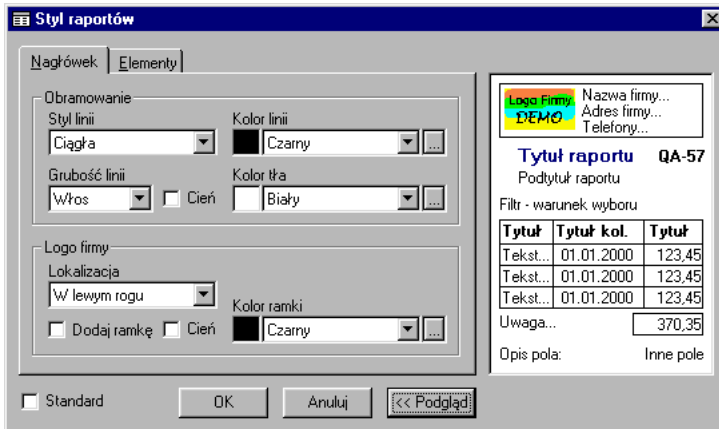 Styl raportów
Nagłówek Elementy
Obramowanie
Styl linii Kolor linii
Ciągła Czarny ...
Grubość linii Kolor tła
Włos Cień Biały ...
Logo firmy
Lokalizacja
W lewym rogu
Kolor ramki
Dodaj ramkę Cień Czarny ...
Standard OK Anuluj << Podgląd
Logo Firmy
DEMO
Nazwa firmy...
Adres firmy...
Telefony...
Tytuł raportu QA-57
Podtytuł raportu
Filtr - warunek wyboru
Tytuł Tytuł kol. Tytuł
Tekst... 01.01.2000 123,45
Tekst... 01.01.2000 123,45
Tekst... 01.01.2000 123,45
Uwaga... 370,35
Opis pola: Inne pole